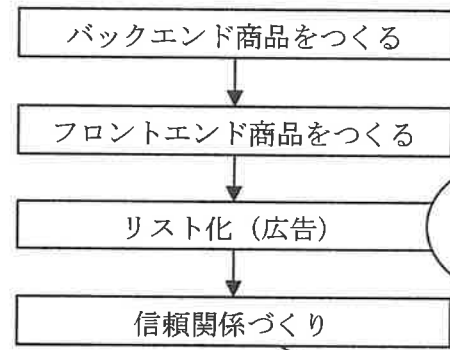 バックエンド商品をつくる
フロントエンド商品をつくる
リスト化（広告）
信頼関係づくり